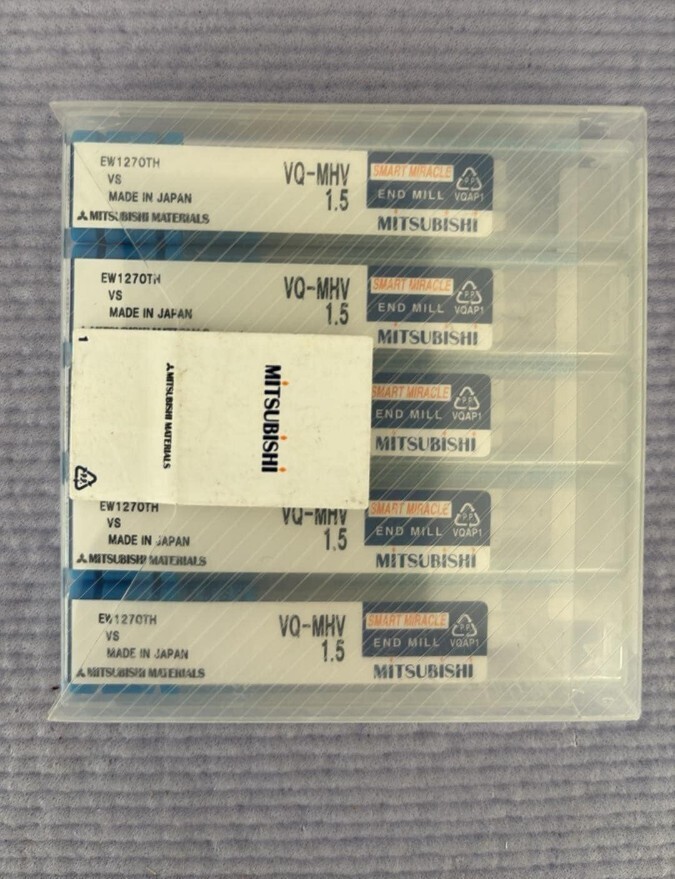 EW1270TH
VS
MADE IN JAPAN
MITSUBISHI MATERIALS
VQ-MHV
1.5
SMART MIRACLE
END MILL
VQAP1
MITSUBISHI
EW1270TH
VS
MADE IN JAPAN
VQ-MHV
1.5
SMART MIRACLE
END MILL
MITSUBISHI
1
MITSUBISHI MATERIALS
MITSUBISHI
SMART MIRACLE
END MILL
VQAP1
MITSUBISHI
EW1270TH
VS
MADE IN JAPAN
MITSUBISHI MATERIALS
VQ-MHV
1.5
SMART MIRACLE
END MILL
VQAP1
MITSUBISHI
EW1270TH
VS
MADE IN JAPAN
MITSUBISHI MATERIALS
VQ-MHV
1.5
SMART MIRACLE
END MILL
VQAP1
MITSUBISHI